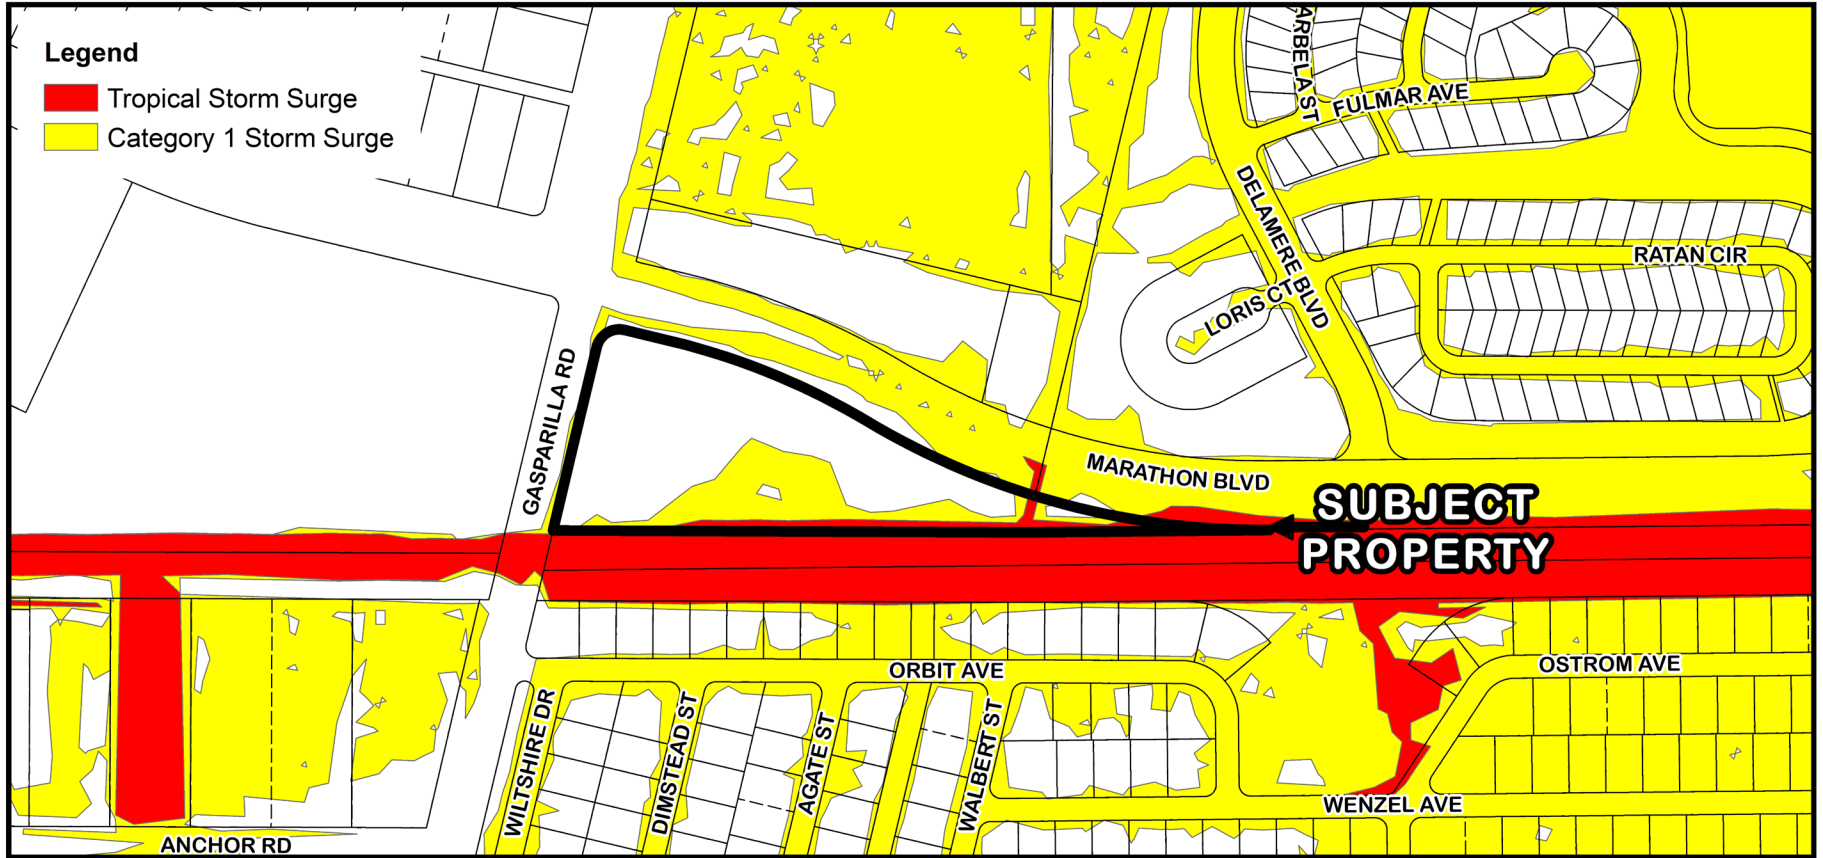 Legend
Tropical Storm Surge
Category 1 Storm Surge
ARBELA ST
FULMAR AVE
DELAMERE BLVD
RATAN CIR
LORIS CT
GASPARILLA RD
MARATHON BLVD
SUBJECT
PROPERTY
ORBIT AVE
OSTROM AVE
WILTSHIRE DR
DIMSTEAD ST
AGATE ST
WALBERT ST
WENZEL AVE
ANCHOR RD